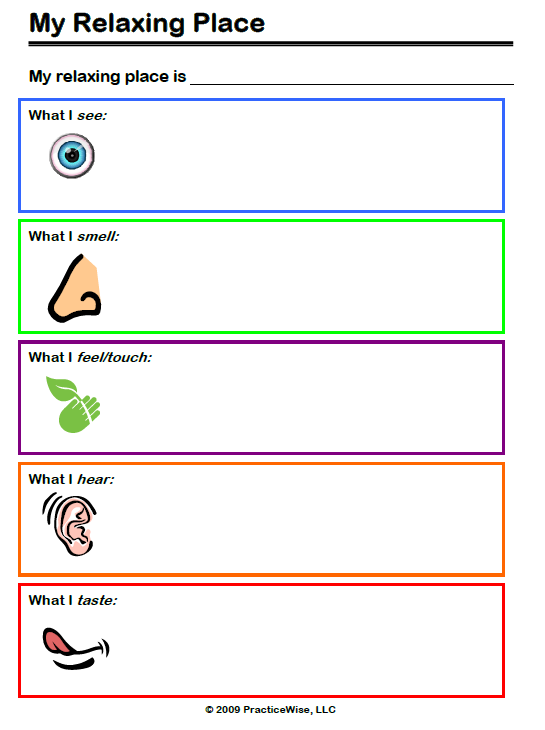 My Relaxing Place
My relaxing place is
What I see:
What I smell:
What I feel/touch:
What I hear:
What I taste:
© 2009 PracticeWise, LLC